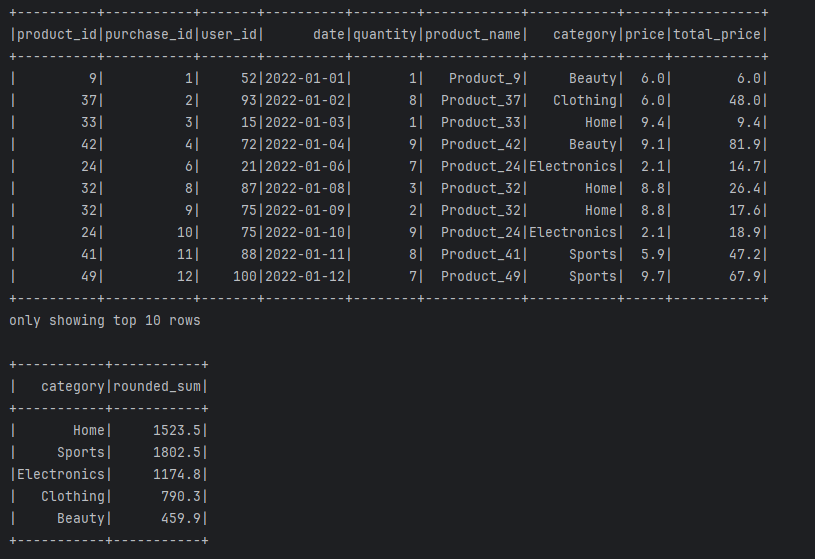 +----------+-----------+-------+----------+--------+------------+-----------+-----+-----------+
|product_id|purchase_id|user_id|      date|quantity|product_name|   category|price|total_price|
+----------+-----------+-------+----------+--------+------------+-----------+-----+-----------+
|         9|          1|     52|2022-01-01|       1|   Product_9|     Beauty|  6.0|        6.0|
|        37|          2|     93|2022-01-02|       8|  Product_37|   Clothing|  6.0|       48.0|
|        33|          3|     15|2022-01-03|       1|  Product_33|       Home|  9.4|        9.4|
|        42|          4|     72|2022-01-04|       9|  Product_42|     Beauty|  9.1|       81.9|
|        24|          6|     21|2022-01-06|       7|  Product_24|Electronics|  2.1|       14.7|
|        32|          8|     87|2022-01-08|       3|  Product_32|       Home|  8.8|       26.4|
|        32|          9|     75|2022-01-09|       2|  Product_32|       Home|  8.8|       17.6|
|        24|         10|     75|2022-01-10|       9|  Product_24|Electronics|  2.1|       18.9|
|        41|         11|     88|2022-01-11|       8|  Product_41|     Sports|  5.9|       47.2|
|        49|         12|    100|2022-01-12|       7|  Product_49|     Sports|  9.7|       67.9|
+----------+-----------+-------+----------+--------+------------+-----------+-----+-----------+
only showing top 10 rows

+-----------+-----------+
|   category|rounded_sum|
+-----------+-----------+
|       Home|     1523.5|
|     Sports|     1802.5|
|Electronics|     1174.8|
|   Clothing|      790.3|
|     Beauty|      459.9|
+-----------+-----------+